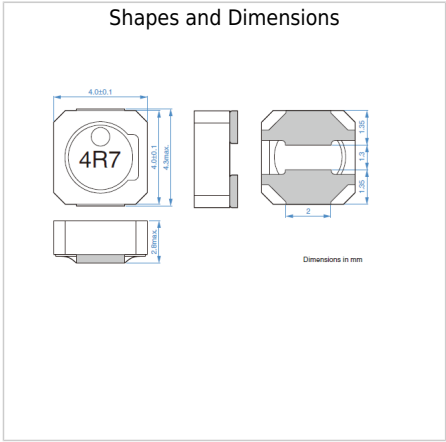 Shapes and Dimensions
4.0±0.1
4R7
4.0±0.1
4.3max.
1.35
1.3
1.35
2
2.8max.
Dimensions in mm